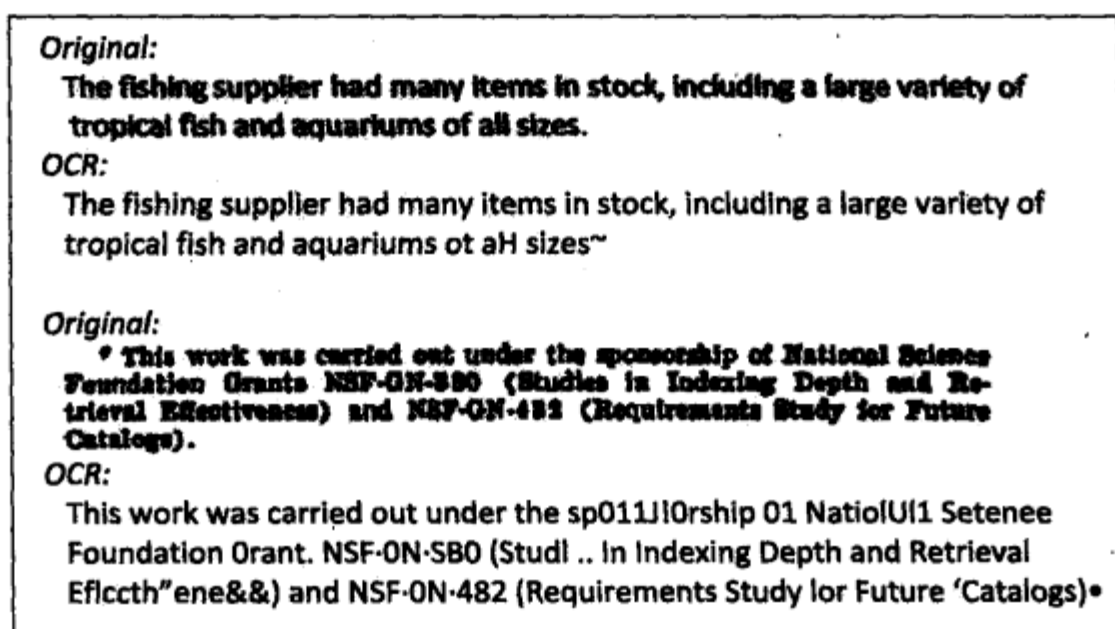 Original:
The fishing supplier had many items in stock, including a large variety of
tropical fish and aquariums of all sizes.
OCR:
The fishing supplier had many items in stock, including a large variety of
tropical fish and aquariums ot aH sizes~
Original:
* This work was carried out under the sponsorship of National Science
Foundation Grants NSF-GN-380 (Studies in Indexing Depth and Re-
trieval Effectiveness) and NSF-GN-482 (Requirements Study for Future
Catalogs).
OCR:
This work was carried out under the sp011Jl0rship 01 NatiolUl1 Setenee
Foundation 0rant. NSF·0N·SB0 (Studl .. In Indexing Depth and Retrieval
Eflccth"ene&&) and NSF·0N·482 (Requirements Study lor Future 'Catalogs)•